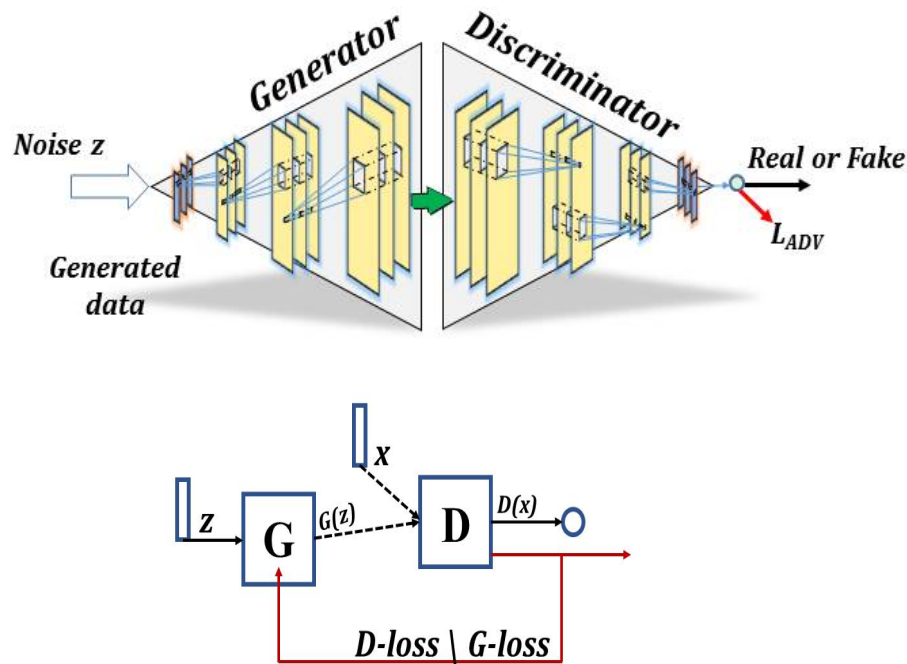 Generator
Discriminator
Noise z
Real or Fake
L_ADV
Generated
data
x
z
G
G(z)
D
D(x)
D-loss \ G-loss